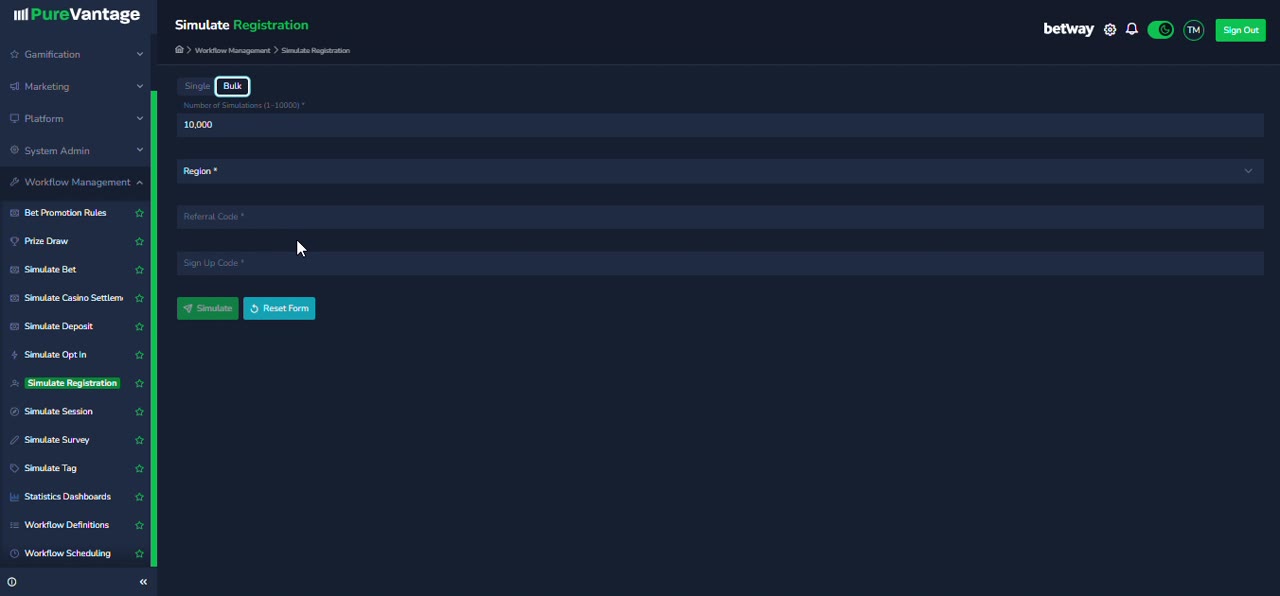 PureVantage
Gamification
Marketing
Platform
System Admin
Workflow Management
Bet Promotion Rules
Prize Draw
Simulate Bet
Simulate Casino Settlem
Simulate Deposit
Simulate Opt In
Simulate Registration
Simulate Session
Simulate Survey
Simulate Tag
Statistics Dashboards
Workflow Definitions
Workflow Scheduling
Simulate Registration
Workflow Management > Simulate Registration
betway
TM
Sign Out
Single Bulk
Number of Simulations (1-10000) *
10,000
Region *
Referral Code *
Sign Up Code *
Simulate Reset Form